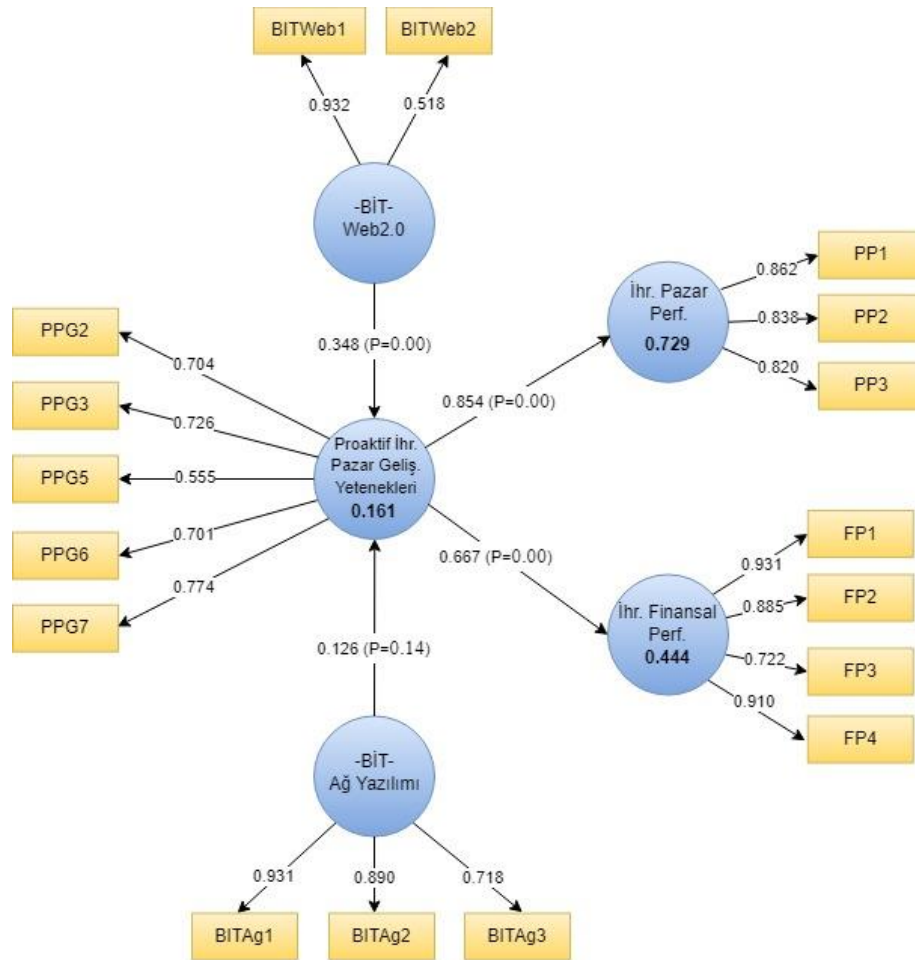 BITWeb1
BITWeb2
0.932
0.518
-BİT-
Web2.0
0.348 (P=0.00)
PPG2
PPG3
PPG5
PPG6
PPG7
0.704
0.726
0.555
0.701
0.774
Proaktif İhr.
Pazar Geliş.
Yetenekleri
0.161
0.854 (P=0.00)
0.667 (P=0.00)
İhr. Pazar
Perf.
0.729
0.862
0.838
0.820
PP1
PP2
PP3
İhr. Finansal
Perf.
0.444
0.931
0.885
0.722
0.910
FP1
FP2
FP3
FP4
0.126 (P=0.14)
-BİT-
Ağ Yazılımı
0.931
0.890
0.718
BITAg1
BITAg2
BITAg3